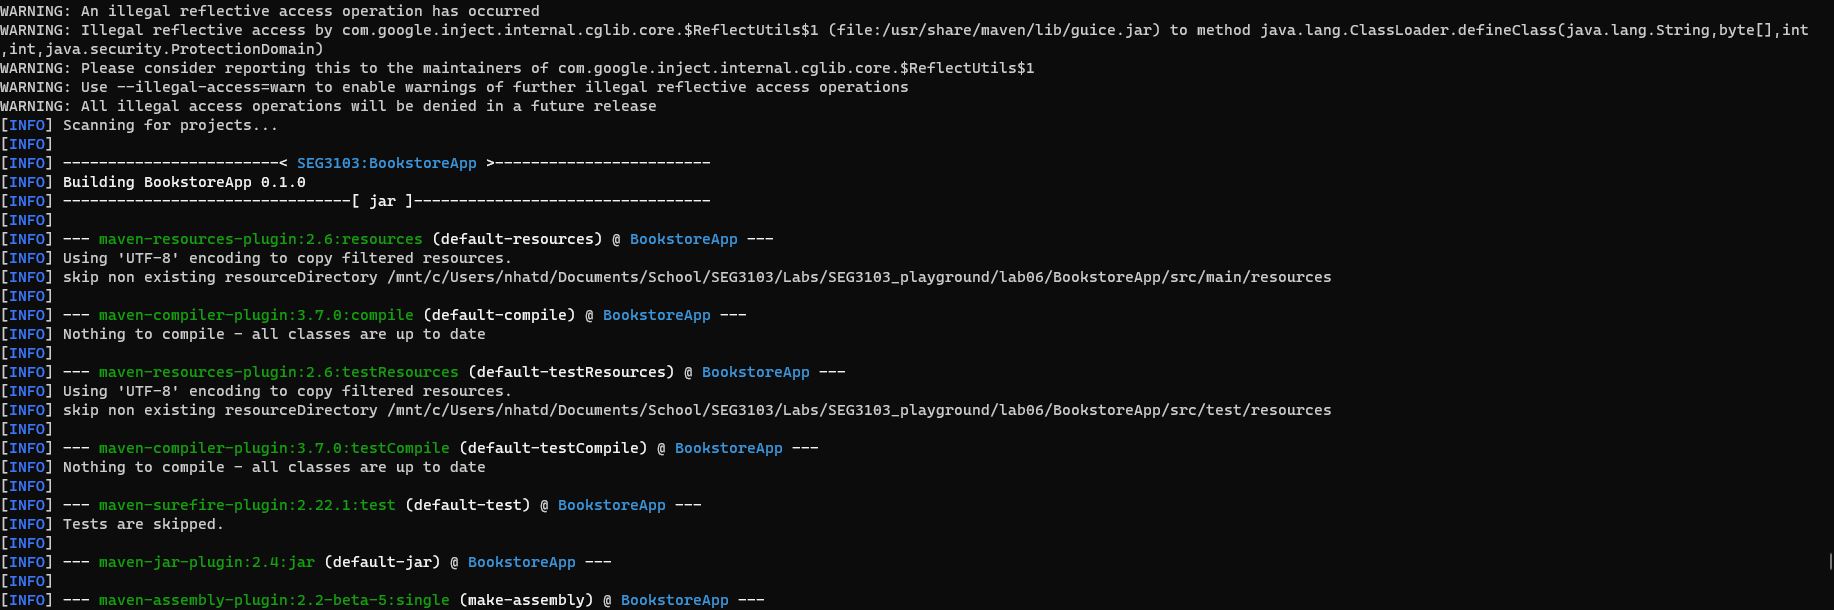 WARNING: An illegal reflective access operation has occurred
WARNING: Illegal reflective access by com.google.inject.internal.cglib.core.$ReflectUtils$1 (file:/usr/share/maven/lib/guice.jar) to method java.lang.ClassLoader.defineClass(java.lang.String,byte[],int
,int,java.security.ProtectionDomain)
WARNING: Please consider reporting this to the maintainers of com.google.inject.internal.cglib.core.$ReflectUtils$1
WARNING: Use --illegal-access=warn to enable warnings of further illegal reflective access operations
WARNING: All illegal access operations will be denied in a future release
[INFO] Scanning for projects...
[INFO]
[INFO] ------------------------< SEG3103:BookstoreApp >------------------------
[INFO] Building BookstoreApp 0.1.0
[INFO] --------------------------------[ jar ]---------------------------------
[INFO]
[INFO] --- maven-resources-plugin:2.6:resources (default-resources) @ BookstoreApp ---
[INFO] Using 'UTF-8' encoding to copy filtered resources.
[INFO] skip non existing resourceDirectory /mnt/c/Users/nhatd/Documents/School/SEG3103/Labs/SEG3103_playground/lab06/BookstoreApp/src/main/resources
[INFO]
[INFO] --- maven-compiler-plugin:3.7.0:compile (default-compile) @ BookstoreApp ---
[INFO] Nothing to compile - all classes are up to date
[INFO]
[INFO] --- maven-resources-plugin:2.6:testResources (default-testResources) @ BookstoreApp ---
[INFO] Using 'UTF-8' encoding to copy filtered resources.
[INFO] skip non existing resourceDirectory /mnt/c/Users/nhatd/Documents/School/SEG3103/Labs/SEG3103_playground/lab06/BookstoreApp/src/test/resources
[INFO]
[INFO] --- maven-compiler-plugin:3.7.0:testCompile (default-testCompile) @ BookstoreApp ---
[INFO] Nothing to compile - all classes are up to date
[INFO]
[INFO] --- maven-surefire-plugin:2.22.1:test (default-test) @ BookstoreApp ---
[INFO] Tests are skipped.
[INFO]
[INFO] --- maven-jar-plugin:2.4:jar (default-jar) @ BookstoreApp ---
[INFO]
[INFO] --- maven-assembly-plugin:2.2-beta-5:single (make-assembly) @ BookstoreApp ---